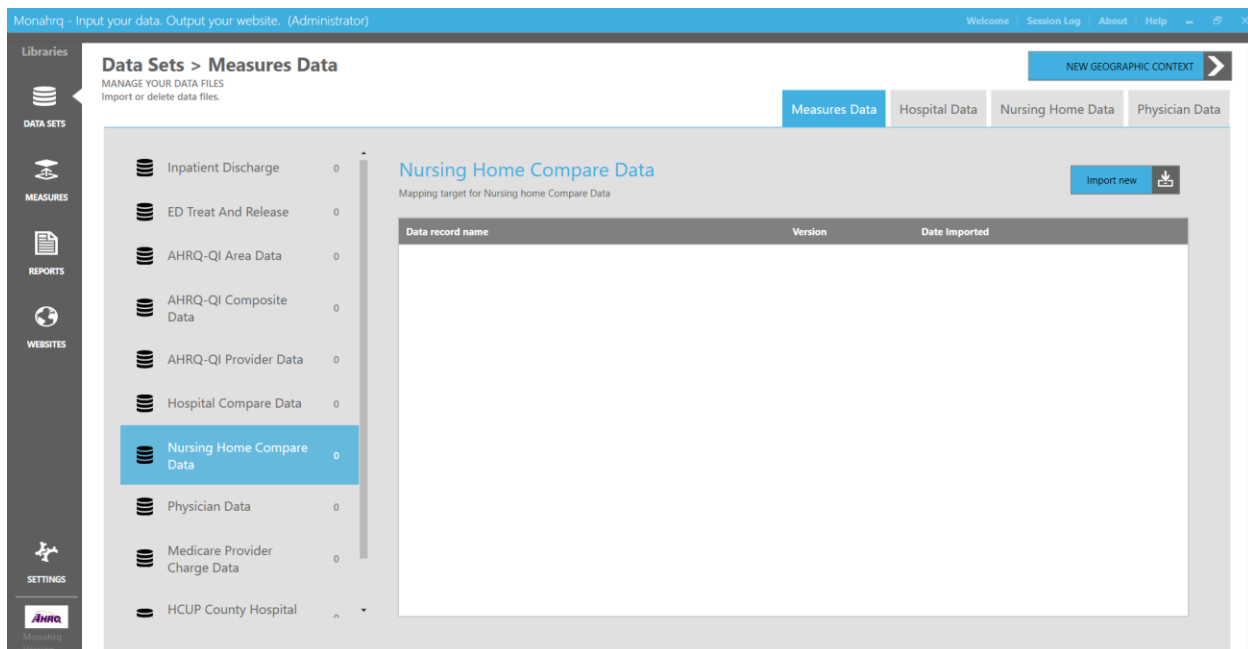 Monahrq - Input your data. Output your website. (Administrator)
Welcome | Session Log | About | Help
Libraries
DATA SETS
MEASURES
REPORTS
WEBSITES
SETTINGS
AHRQ
Monahrq
Data Sets > Measures Data
MANAGE YOUR DATA FILES
Import or delete data files.
NEW GEOGRAPHIC CONTEXT
Measures Data
Hospital Data
Nursing Home Data
Physician Data
Inpatient Discharge 0
ED Treat And Release 0
AHRQ-QI Area Data 0
AHRQ-QI Composite
Data 0
AHRQ-QI Provider Data 0
Hospital Compare Data 0
Nursing Home Compare
Data 0
Physician Data 0
Medicare Provider
Charge Data 0
HCUP County Hospital
Nursing Home Compare Data
Mapping target for Nursing home Compare Data
Import new
Data record name Version Date Imported